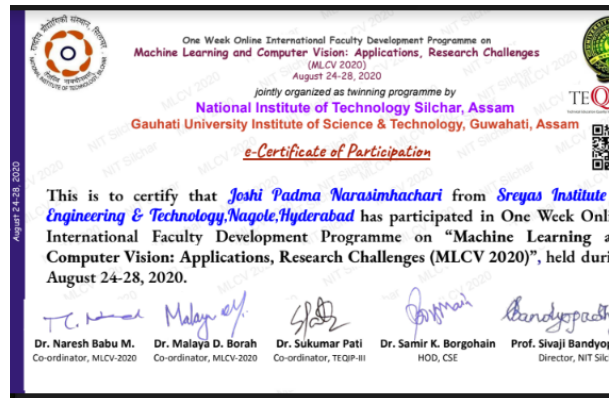 One Week Online International Faculty Development Programme on
Machine Learning and Computer Vision: Applications, Research Challenges
(MLCV 2020)
August 24-28, 2020
jointly organized as twinning programme by
National Institute of Technology Silchar, Assam
Gauhati University Institute of Science & Technology, Guwahati, Assam
TEQ
e-Certificate of Participation
August 24-28, 2020
This is to certify that Joshi Padma Narasimhachari from Sreyas Institute
Engineering & Technology,Nagole,Hyderabad has participated in One Week Onli
International Faculty Development Programme on “Machine Learning a
Computer Vision: Applications, Research Challenges (MLCV 2020)”, held duri
August 24-28, 2020.
Dr. Naresh Babu M. Dr. Malaya D. Borah Dr. Sukumar Pati Dr. Samir K. Borgohain Prof. Sivaji Bandyop
Co-ordinator, MLCV-2020 Co-ordinator, MLCV-2020 Co-ordinator, TEQIP-III HOD, CSE Director, NIT Silc